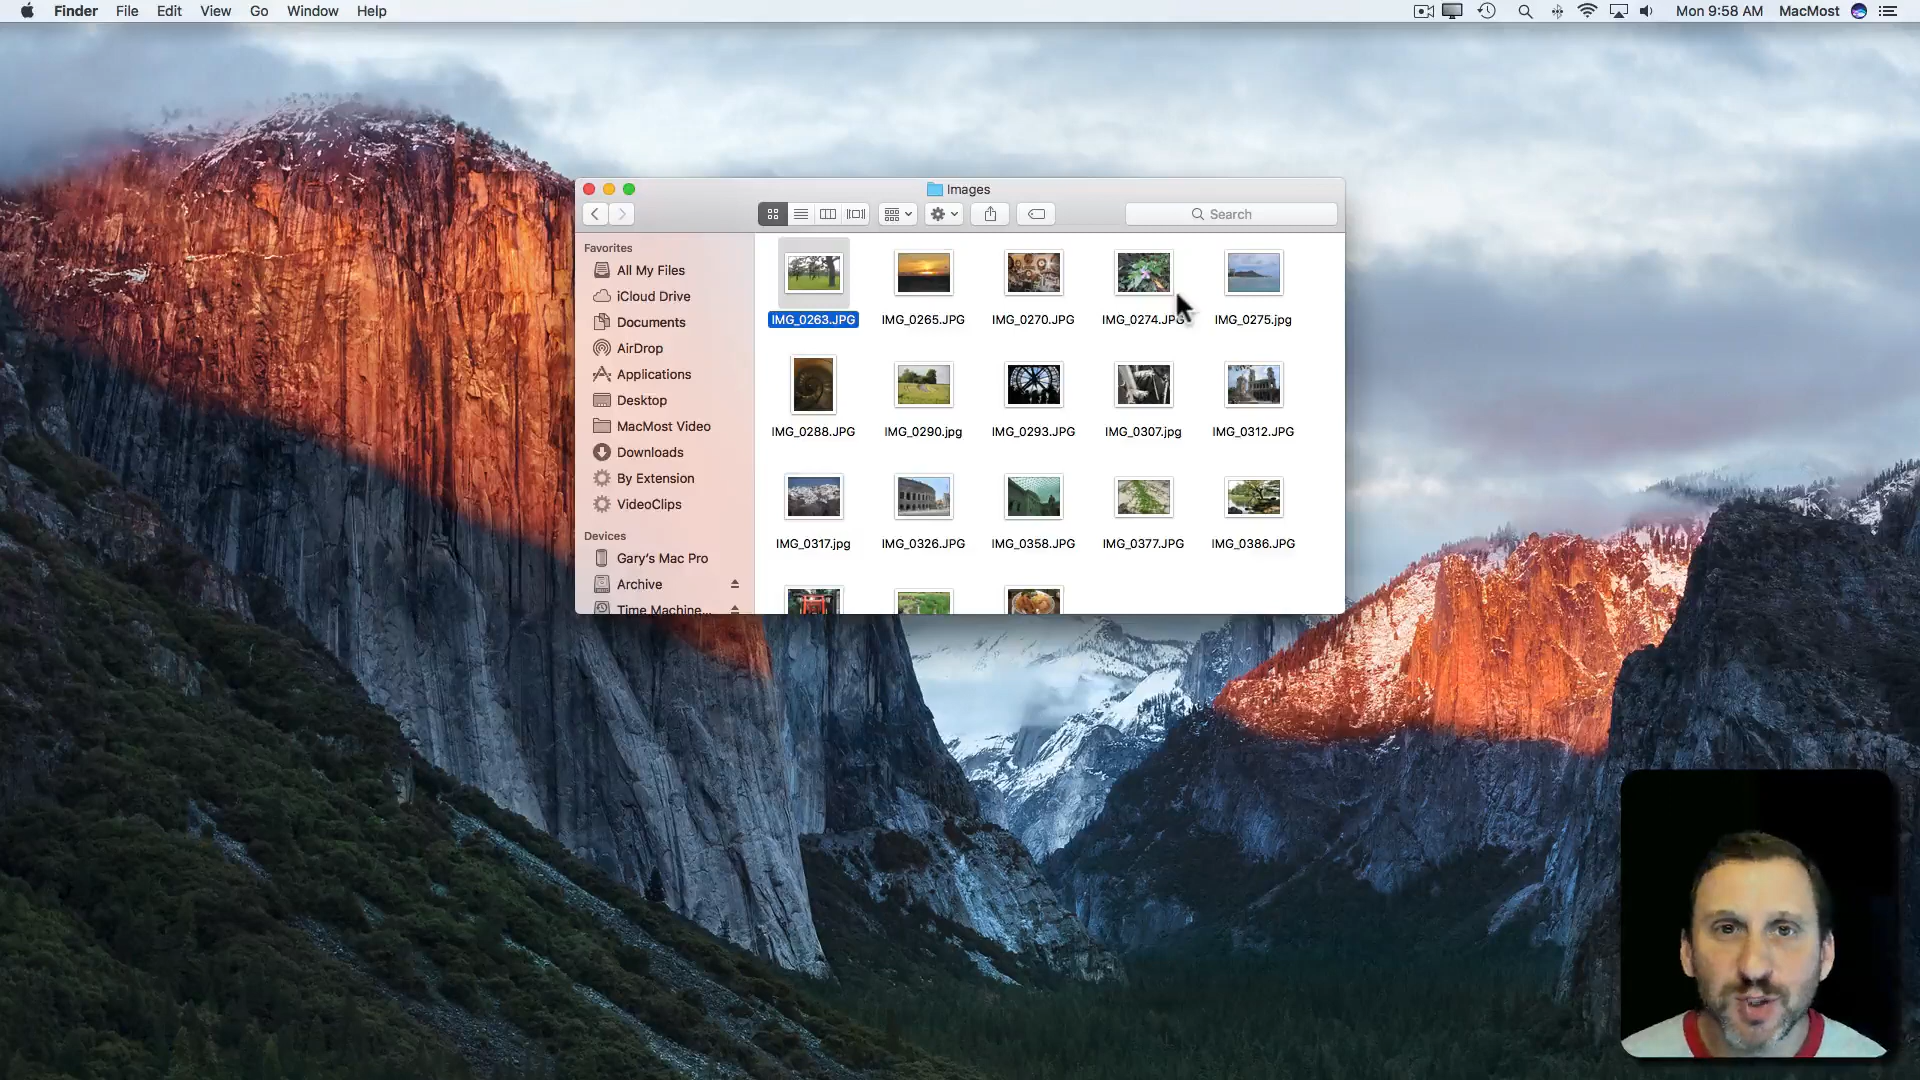 Finder File Edit View Go Window Help Mon 9:58 AM MacMost
Images
Search
Favorites
All My Files
iCloud Drive
Documents
AirDrop
Applications
Desktop
MacMost Video
Downloads
By Extension
VideoClips
Devices
Gary's Mac Pro
Archive
Time Machine...
IMG_0263.JPG IMG_0265.JPG IMG_0270.JPG IMG_0274.JPG IMG_0275.jpg
IMG_0288.JPG IMG_0290.jpg IMG_0293.JPG IMG_0307.jpg IMG_0312.JPG
IMG_0317.jpg IMG_0326.JPG IMG_0358.JPG IMG_0377.JPG IMG_0386.JPG